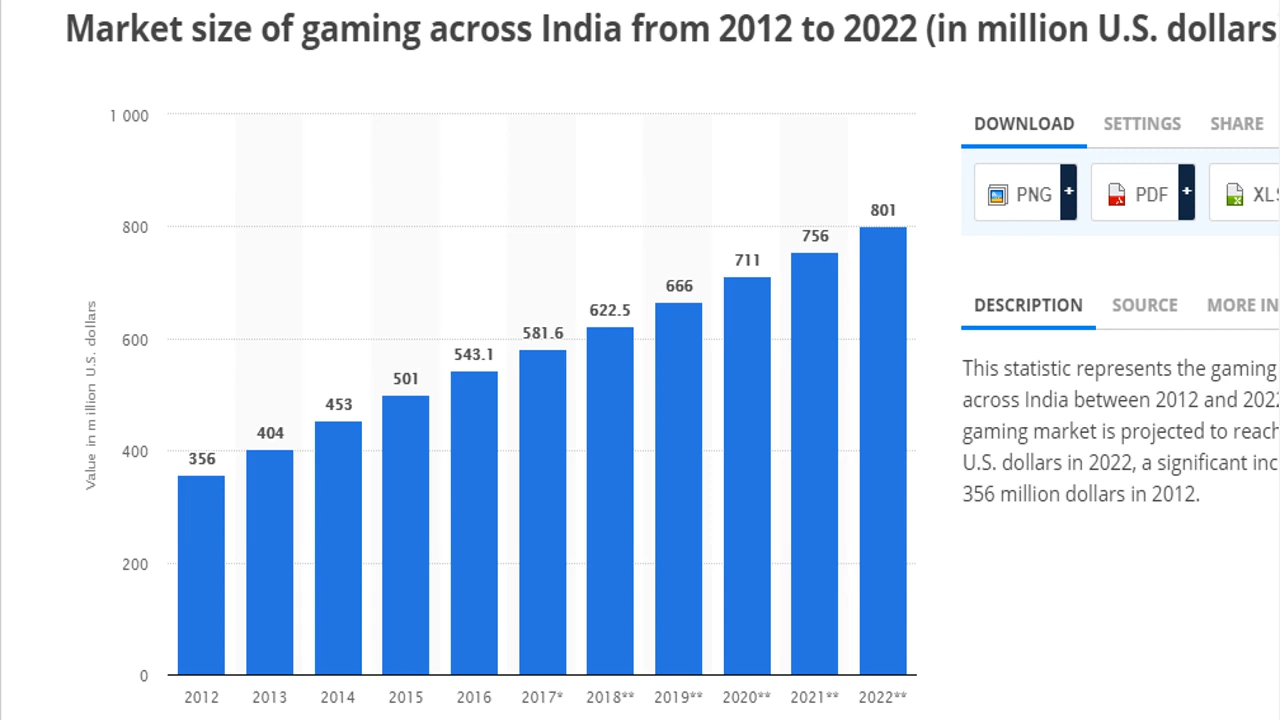 Market size of gaming across India from 2012 to 2022 (in million U.S. dollars
1 000
800
600
400
200
0
Value in million U.S. dollars
356
404
453
501
543.1
581.6
622.5
666
711
756
801
2012 2013 2014 2015 2016 2017* 2018** 2019** 2020** 2021** 2022**
DOWNLOAD SETTINGS SHARE
PNG + PDF + XLS
DESCRIPTION SOURCE MORE IN
This statistic represents the gaming
across India between 2012 and 2022
gaming market is projected to reach
U.S. dollars in 2022, a significant inc
356 million dollars in 2012.